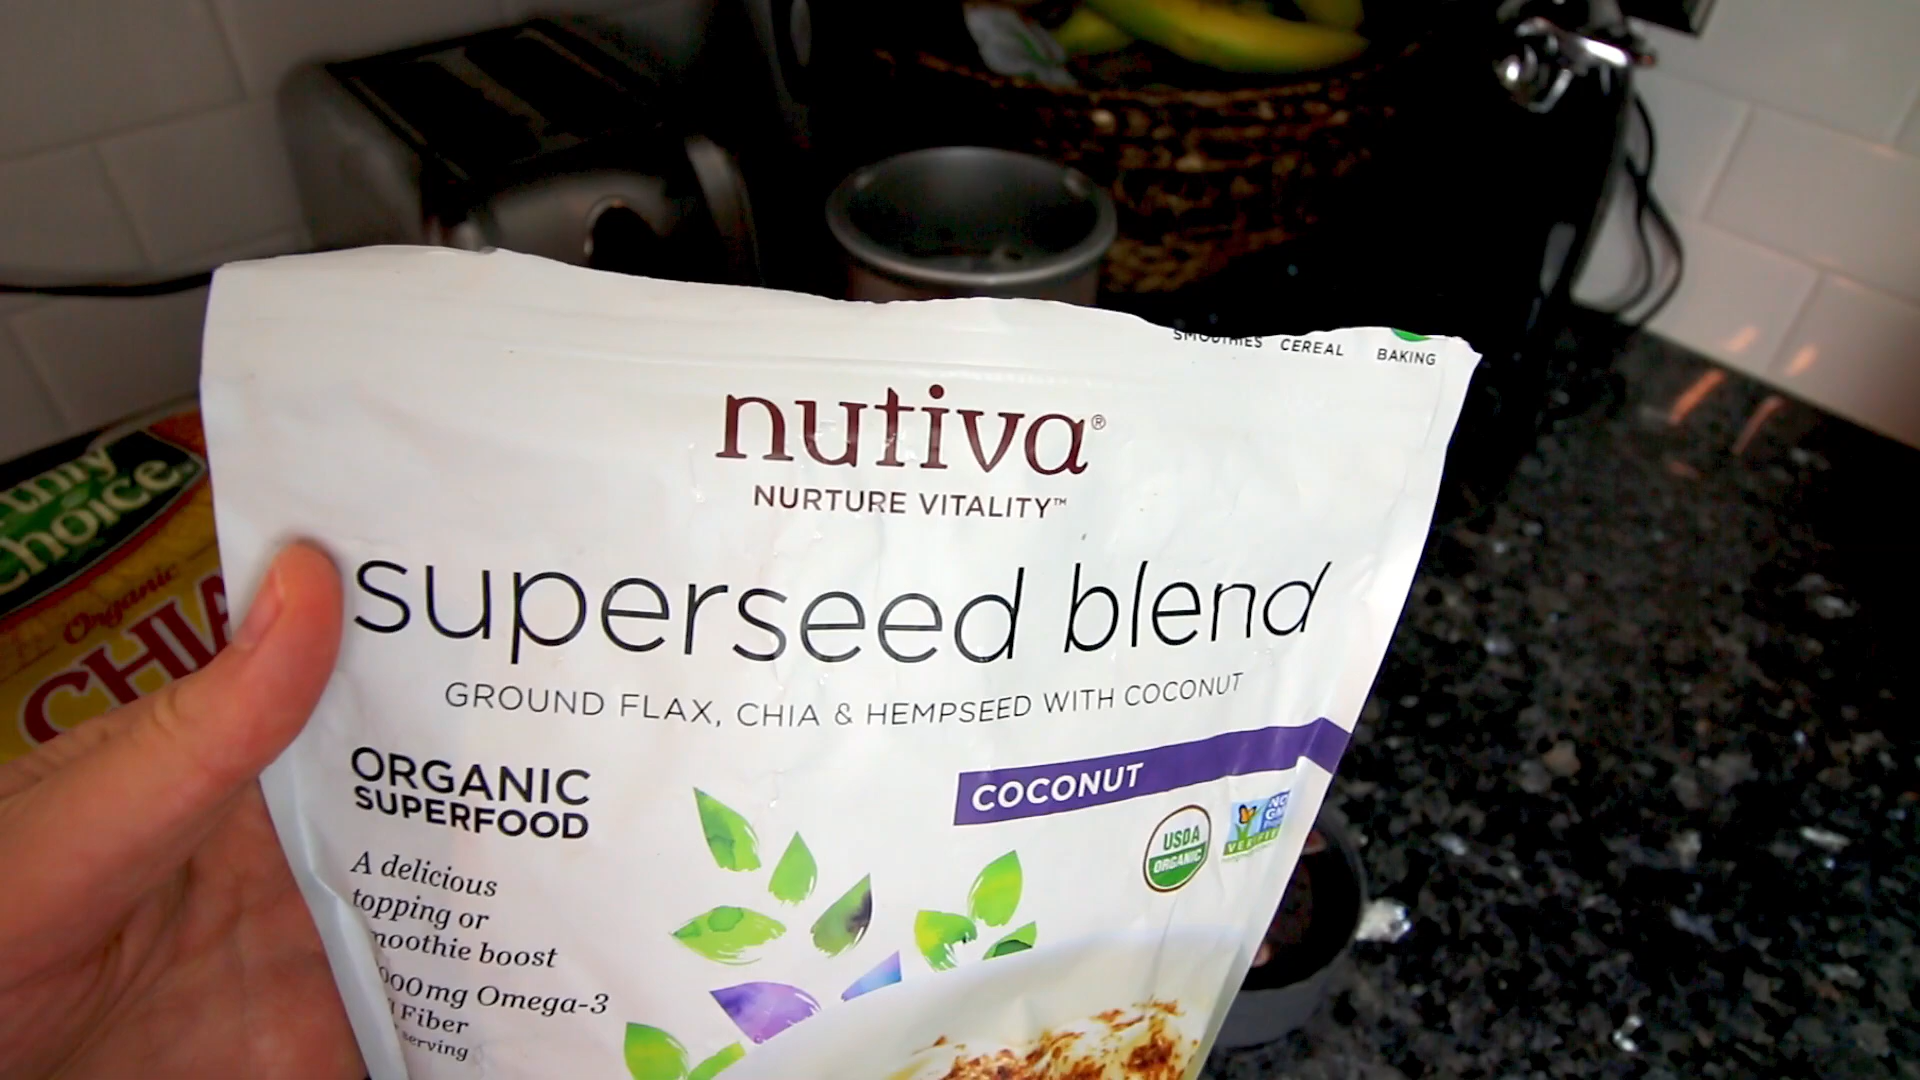 SMOOTHIES CEREAL BAKING
nutiva®
NURTURE VITALITY™
superseed blend
GROUND FLAX, CHIA & HEMPSEED WITH COCONUT
COCONUT
ORGANIC
SUPERFOOD
USDA
ORGANIC
A delicious
topping or
moothie boost
000mg Omega-3
Fiber
serving
Choice
Organic
CHIA